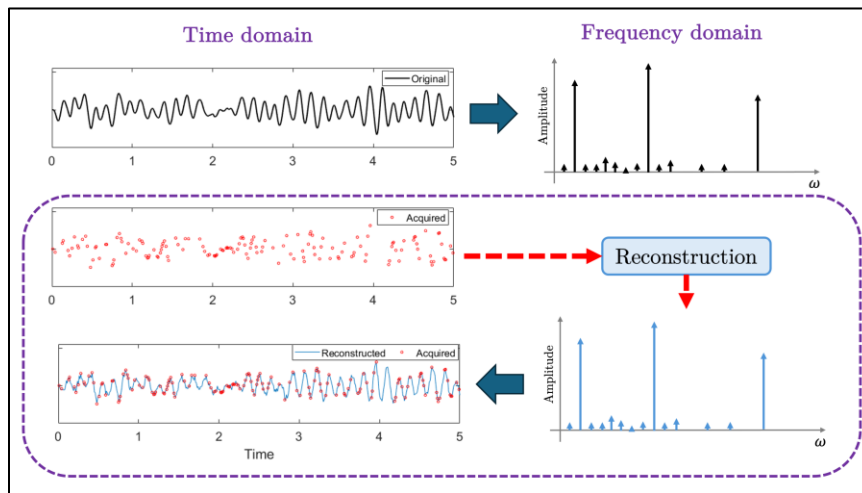 Time domain
Frequency domain
Original
0 1 2 3 4 5
Amplitude
ω
Acquired
0 1 2 3 4 5
Reconstruction
Reconstructed Acquired
0 1 2 3 4 5
Time
Amplitude
ω